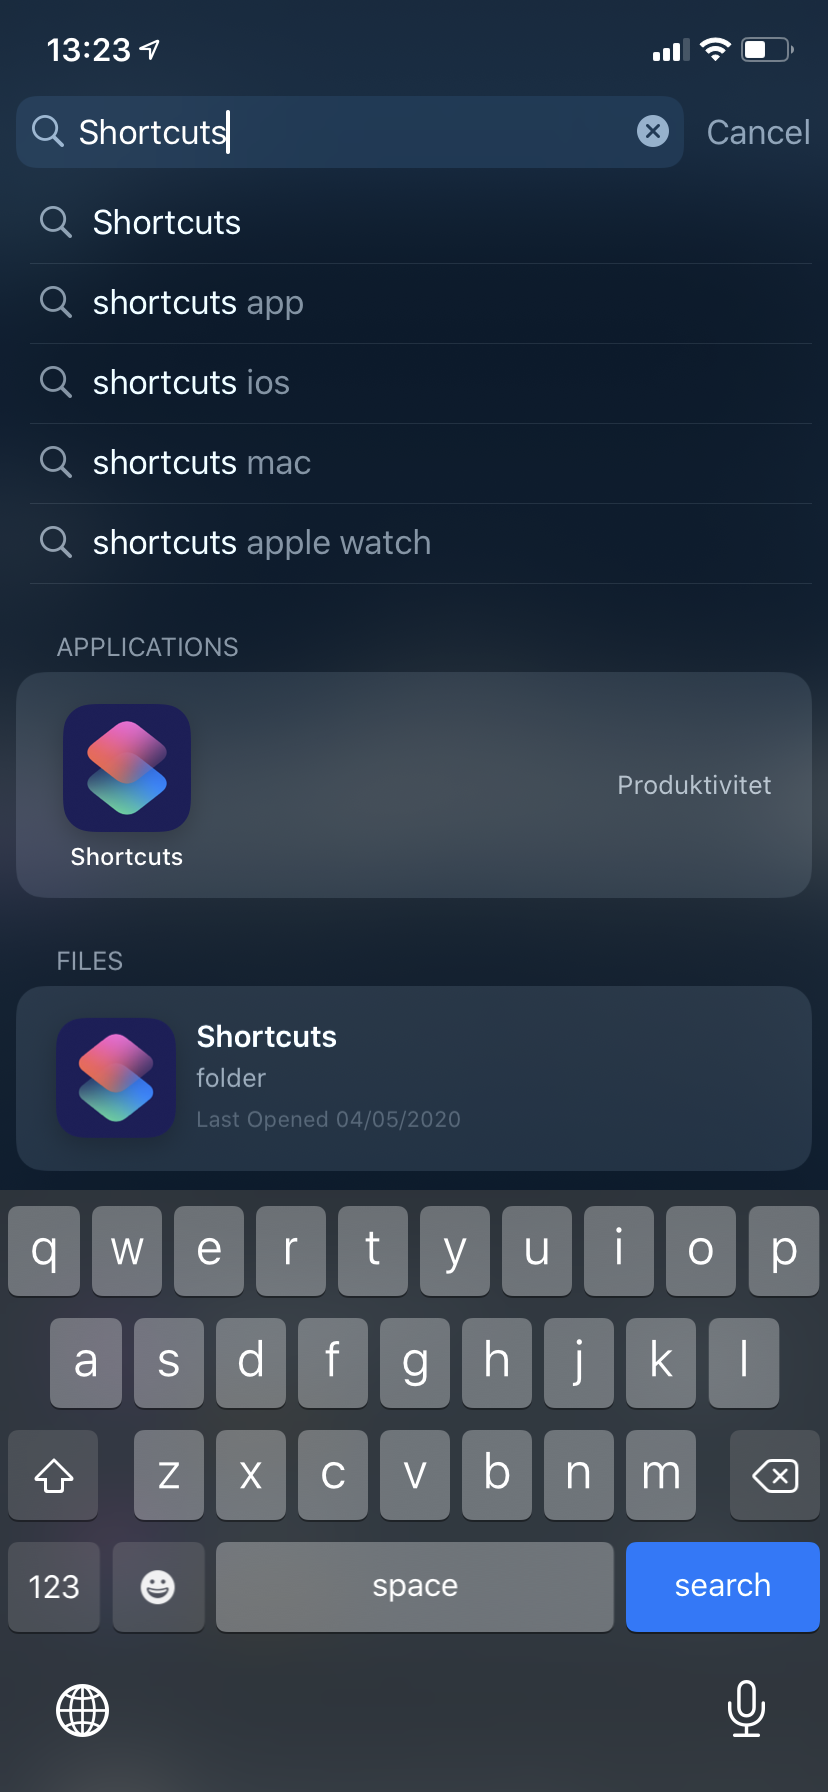 13:23
Shortcuts
Cancel
Shortcuts
shortcuts app
shortcuts ios
shortcuts mac
shortcuts apple watch
APPLICATIONS
Produktivitet
Shortcuts
FILES
Shortcuts
folder
Last Opened 04/05/2020
q w e r t y u i o p
a s d f g h j k l
z x c v b n m
123 space search